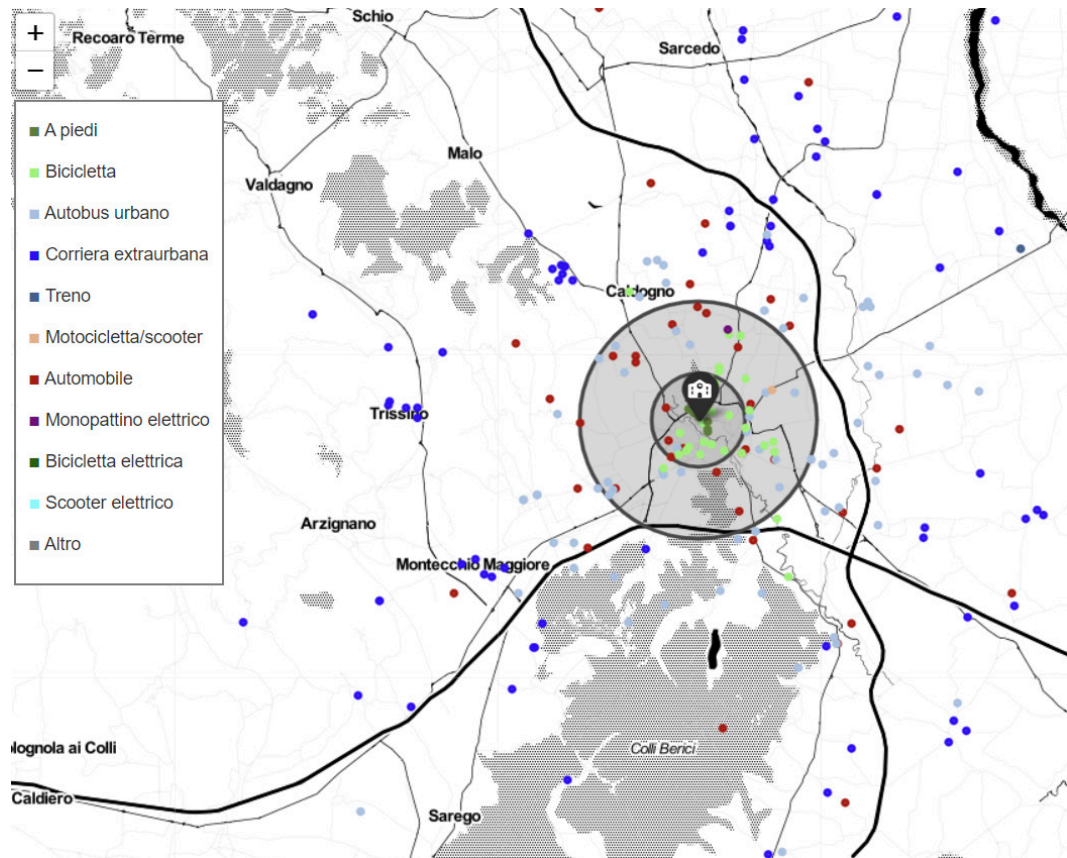 +
−
Recoaro Terme
Schio
Sarcedo
Malo
Valdagno
A piedi
Bicicletta
Autobus urbano
Corriera extraurbana
Treno
Motocicletta/scooter
Automobile
Monopattino elettrico
Bicicletta elettrica
Scooter elettrico
Altro
Caldogno
Trissino
Arzignano
Montecchio Maggiore
Colli Berici
ologna ai Colli
Caldiero
Sarego